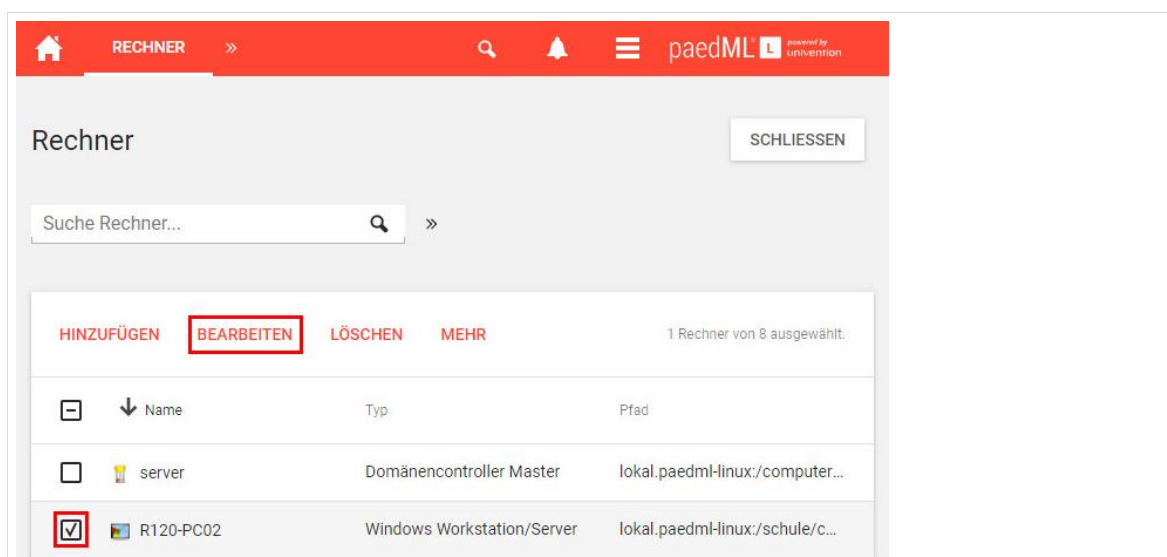 RECHNER »
paedML L powered by univention
Rechner
SCHLIESSEN
Suche Rechner... »
HINZUFÜGEN BEARBEITEN LÖSCHEN MEHR 1 Rechner von 8 ausgewählt.
Name Typ Pfad
server Domänencontroller Master lokal.paedml-linux:/computer...
R120-PC02 Windows Workstation/Server lokal.paedml-linux:/schule/c...